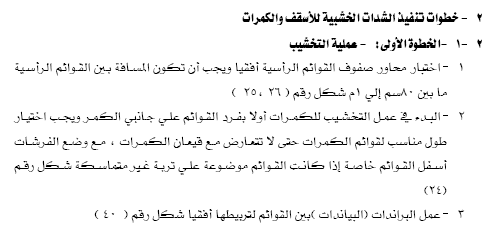 ٢ - خطوات تنفيذ الشدات الخشبية للأسقف والكمرات
٢ -١ -الخطوة الأولى: - عملية التخشيب
١ -اختبار محاور صفوف القوائم الرأسية أفقيا ويجب أن تكون المسافة بين القوائم الرأسية
ما بين ٨٠سم إلي ١م شكل رقم ( ٢٦ ، ٢٥ )
٢ -البدء في عمل التخشيب للكمرات أولا بفرد القوائم علي جانبي الكمر ويجب اختيار
طول مناسب لقوائم الكمرات حتى لا تتعارض مع قيعان الكمرات ، مع وضع الفرشات
أسفل القوائم خاصة إذا كانت القوائم موضوعة علي تربة غير متماسكة شكل رقم
(٢٤)
٣ -عمل البراندات (البياندات )بين القوائم لتربيطها أفقيا شكل رقم ( ٤٠ )